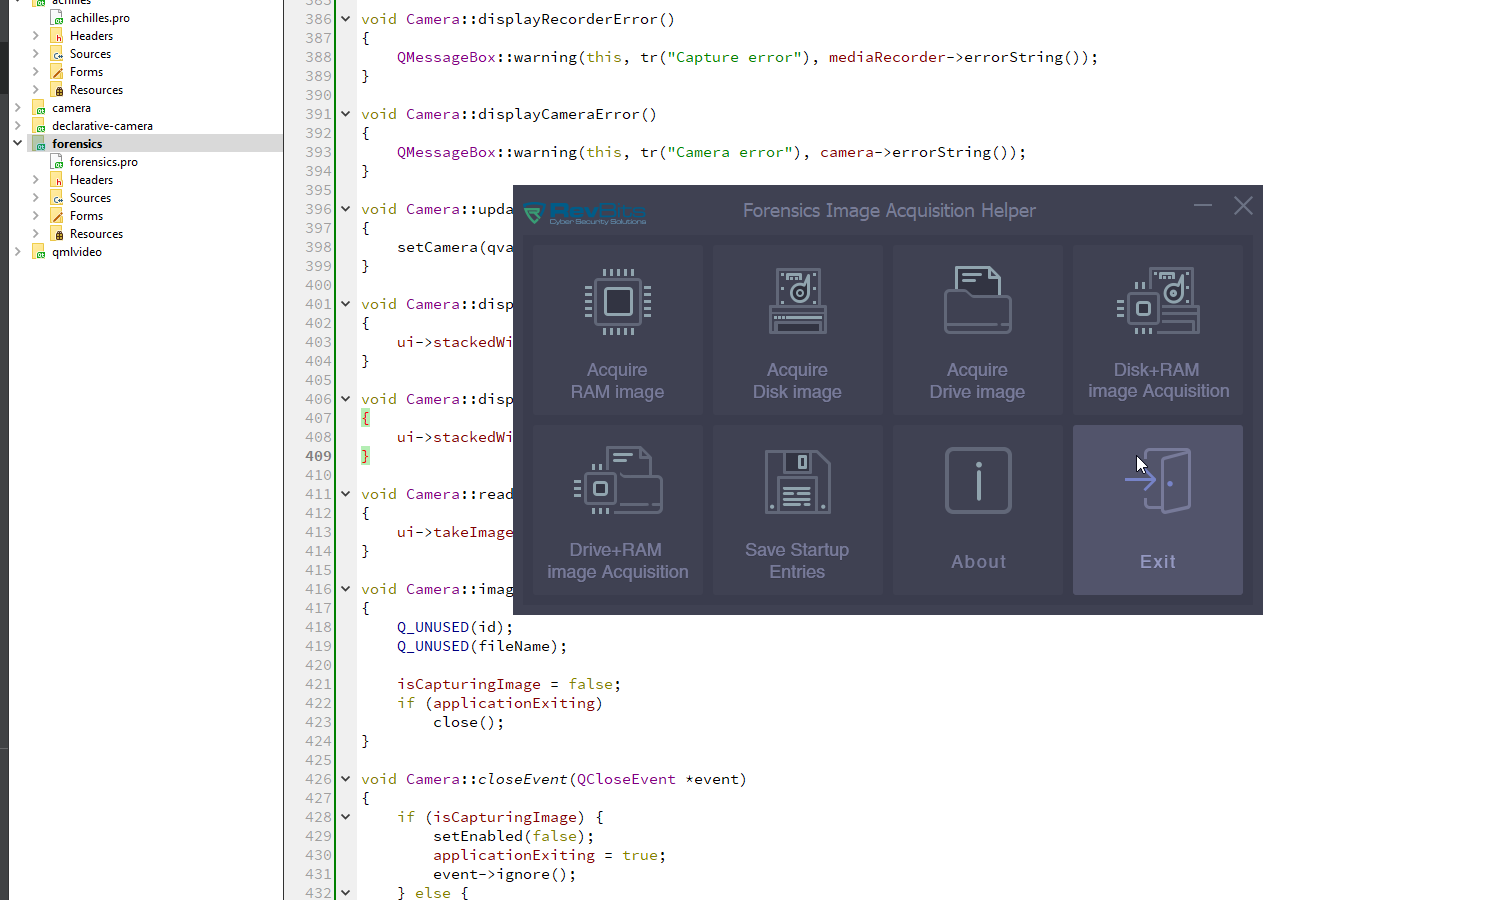 achilles
achilles.pro
Headers
Sources
Forms
Resources
camera
declarative-camera
forensics
forensics.pro
Headers
Sources
Forms
Resources
qmlvideo
385
386 void Camera::displayRecorderError()
387 {
388 QMessageBox::warning(this, tr("Capture error"), mediaRecorder->errorString());
389 }
390
391 void Camera::displayCameraError()
392 {
393 QMessageBox::warning(this, tr("Camera error"), camera->errorString());
394 }
395
396 void Camera::upda
397 {
398 setCamera(qva
399 }
400
401 void Camera::disp
402 {
403 ui->stackedWi
404 }
405
406 void Camera::disp
407 {
408 ui->stackedWi
409 }
410
411 void Camera::read
412 {
413 ui->takeImage
414 }
415
416 void Camera::imag
417 {
418 Q_UNUSED(id);
419 Q_UNUSED(fileName);
420
421 isCapturingImage = false;
422 if (applicationExiting)
423 close();
424 }
425
426 void Camera::closeEvent(QCloseEvent *event)
427 {
428 if (isCapturingImage) {
429 setEnabled(false);
430 applicationExiting = true;
431 event->ignore();
432 } else {
RevBits
Cyber Security Solutions
Forensics Image Acquisition Helper
Acquire
RAM image
Acquire
Disk image
Acquire
Drive image
Disk+RAM
image Acquisition
Drive+RAM
image Acquisition
Save Startup
Entries
About
Exit